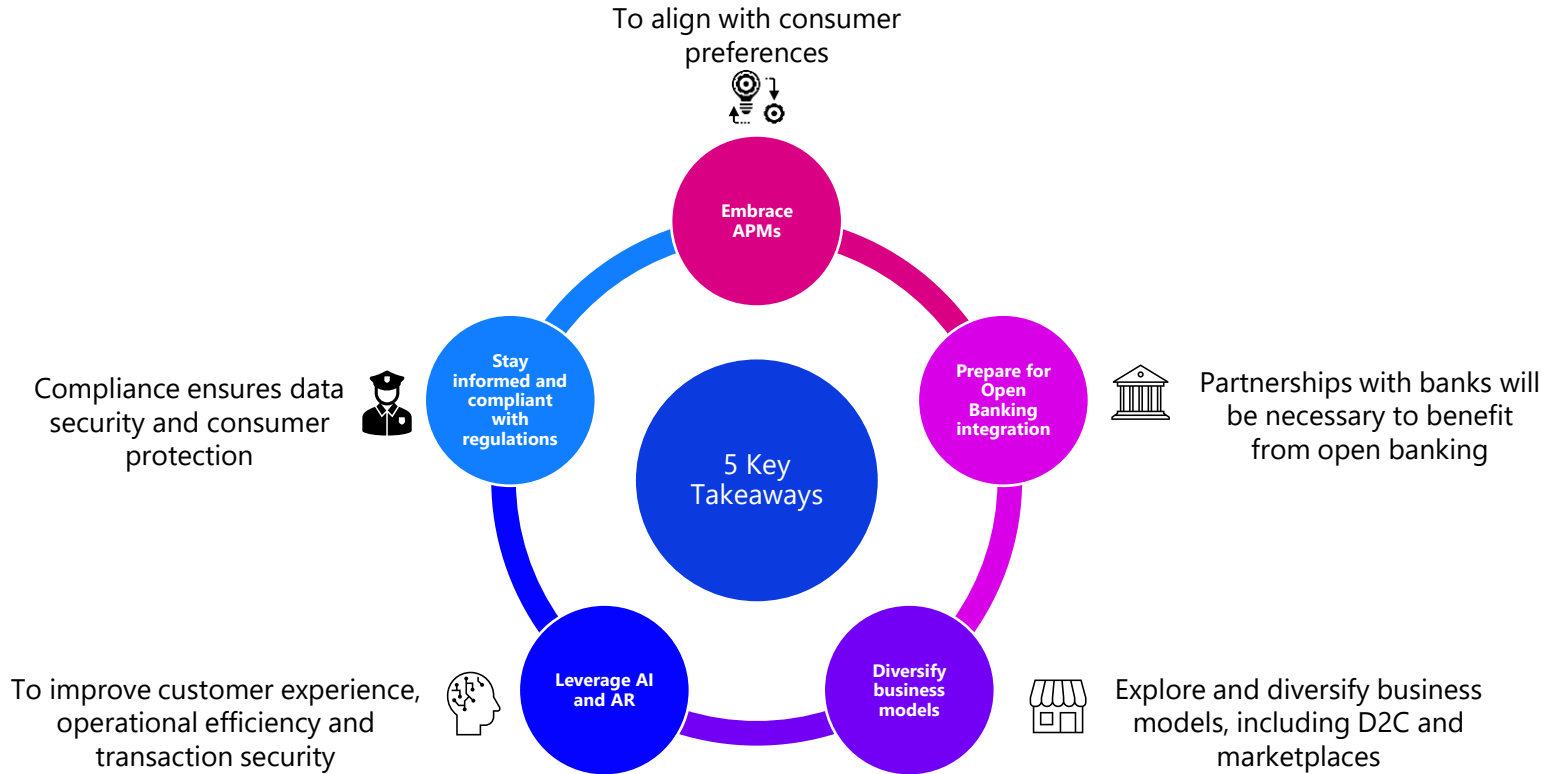 To align with consumer
preferences
Embrace
APMs
Prepare for
Open
Banking
integration
Partnerships with banks will
be necessary to benefit
from open banking
Diversify
business
models
Explore and diversify business
models, including D2C and
marketplaces
Leverage AI
and AR
To improve customer experience,
operational efficiency and
transaction security
Stay
informed and
compliant
with
regulations
Compliance ensures data
security and consumer
protection
5 Key
Takeaways